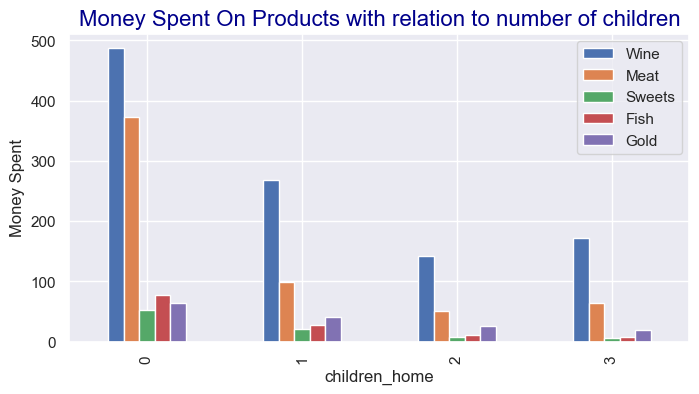 Money Spent On Products with relation to number of children
500
400
300
200
100
0
Money Spent
Wine
Meat
Sweets
Fish
Gold
0
1
2
3
children_home